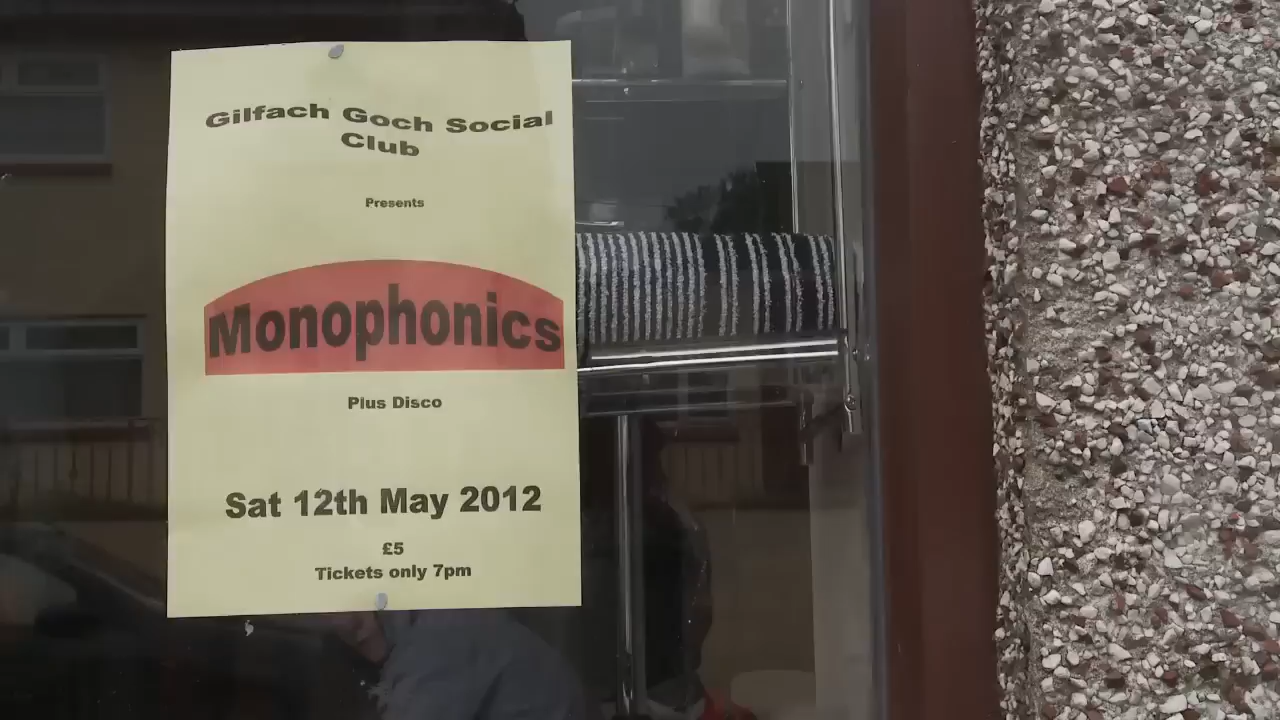 Gilfach Goch Social
Club
Presents
Monophonics
Plus Disco
Sat 12th May 2012
£5
Tickets only 7pm